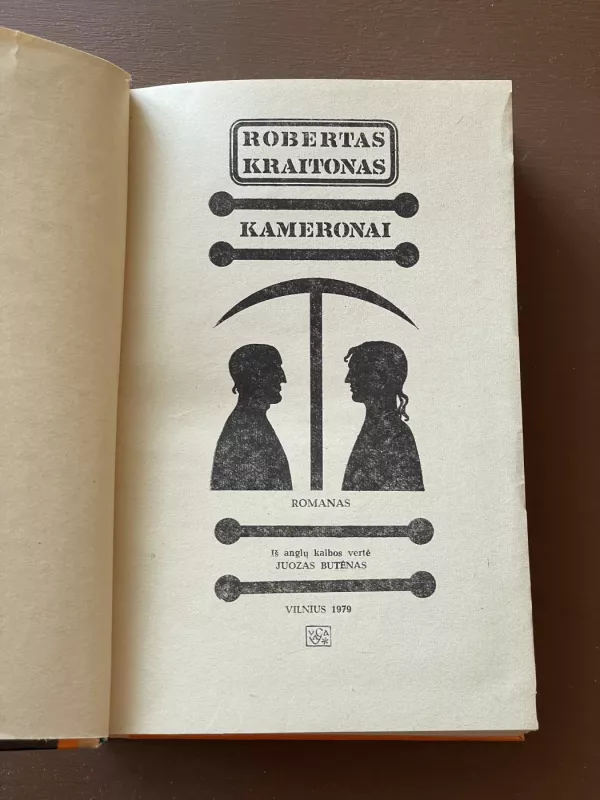 ROBERTAS
KRAITONAS
KAMERONAI
ROMANAS
Iš anglų kalbos vertė
JUOZAS BUTĖNAS
VILNIUS 1979